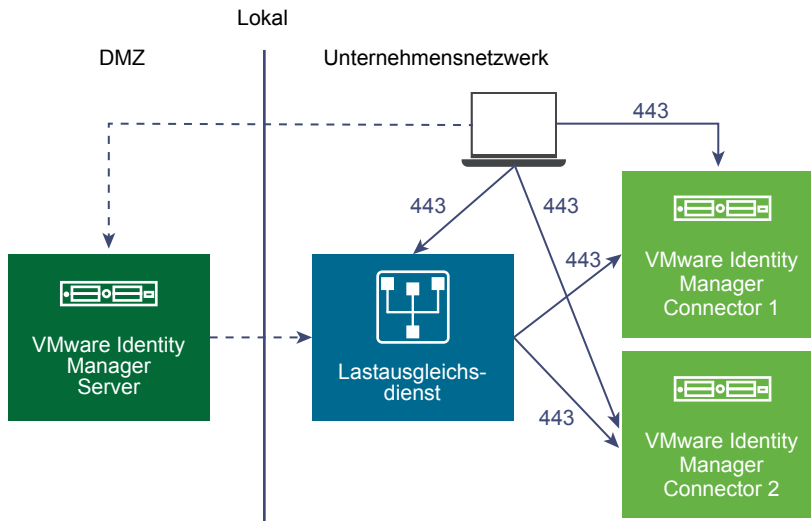 Lokal
DMZ
Unternehmensnetzwerk
443
443
443
443
VMware Identity
Manager
Server
Lastausgleichs-
dienst
VMware Identity
Manager
Connector 1
443
VMware Identity
Manager
Connector 2